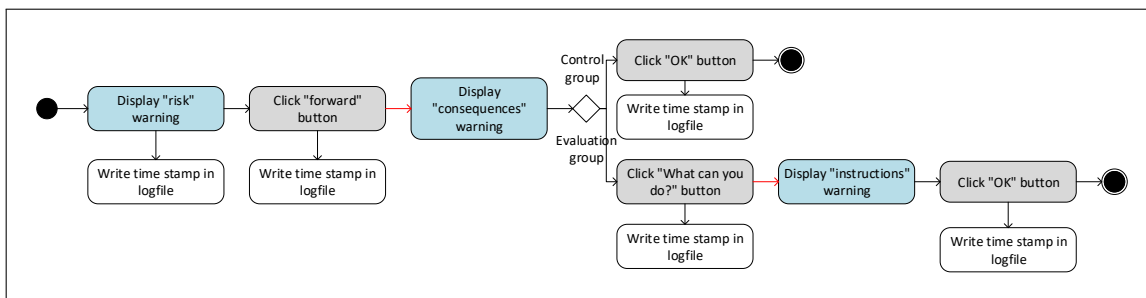 Display "risk"
warning
Write time stamp in
logfile
Click "forward"
button
Write time stamp in
logfile
Display
"consequences"
warning
Control
group
Evaluation
group
Click "OK" button
Write time stamp in
logfile
Click "What can you
do?" button
Write time stamp in
logfile
Display "instructions"
warning
Click "OK" button
Write time stamp in
logfile